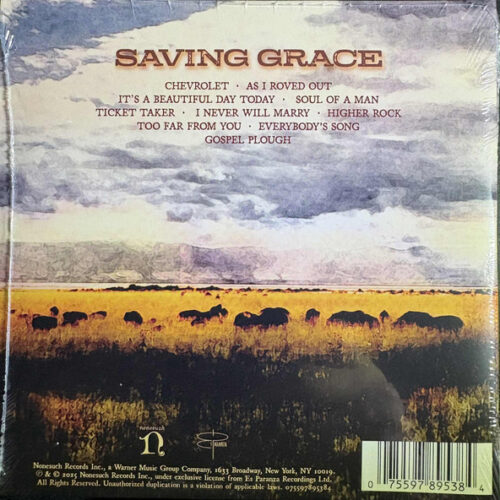 SAVING GRACE
CHEVROLET · AS I ROVED OUT
IT'S A BEAUTIFUL DAY TODAY · SOUL OF A MAN
TICKET TAKER · I NEVER WILL MARRY · HIGHER ROCK
TOO FAR FROM YOU · EVERYBODY'S SONG
GOSPEL PLOUGH
nonesuch
Nonesuch Records Inc., a Warner Music Group Company, 1633 Broadway, New York, NY 10019.
℗ & © 2025 Nonesuch Records Inc., under exclusive license from Es Paranza Recordings Ltd.
All Rights Reserved. Unauthorized duplication is a violation of applicable laws. 075597895384
0 75597 89538 4